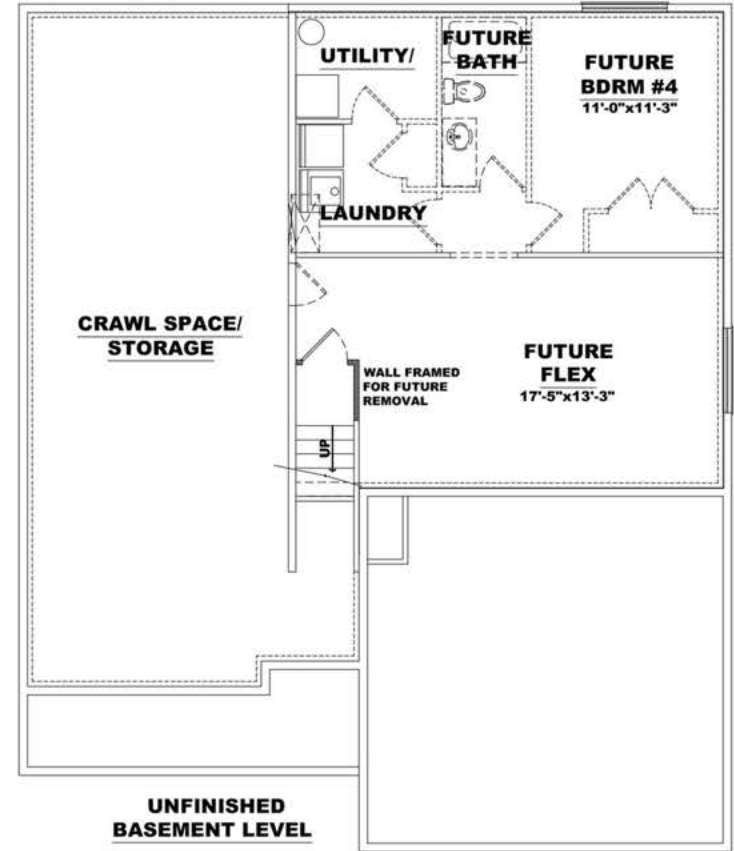 UTILITY/
LAUNDRY
FUTURE
BATH
FUTURE
BDRM #4
11'-0"x11'-3"
CRAWL SPACE/
STORAGE
WALL FRAMED
FOR FUTURE
REMOVAL
FUTURE
FLEX
17'-5"x13'-3"
UP
UNFINISHED
BASEMENT LEVEL